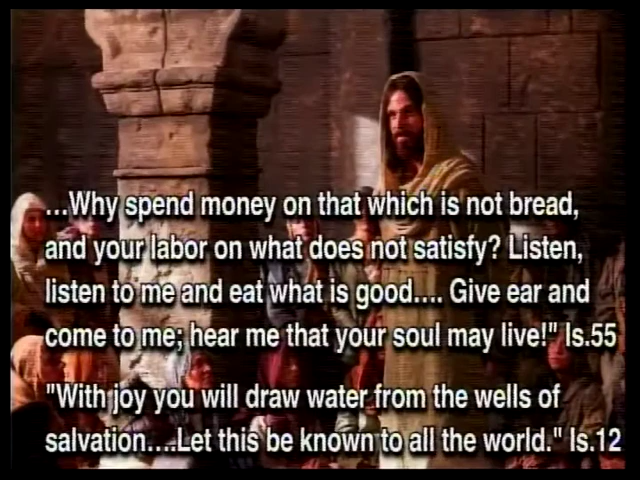 ...Why spend money on that which is not bread,
and your labor on what does not satisfy? Listen,
listen to me and eat what is good.... Give ear and
come to me; hear me that your soul may live!" Is.55
"With joy you will draw water from the wells of
salvation....Let this be known to all the world." Is.12